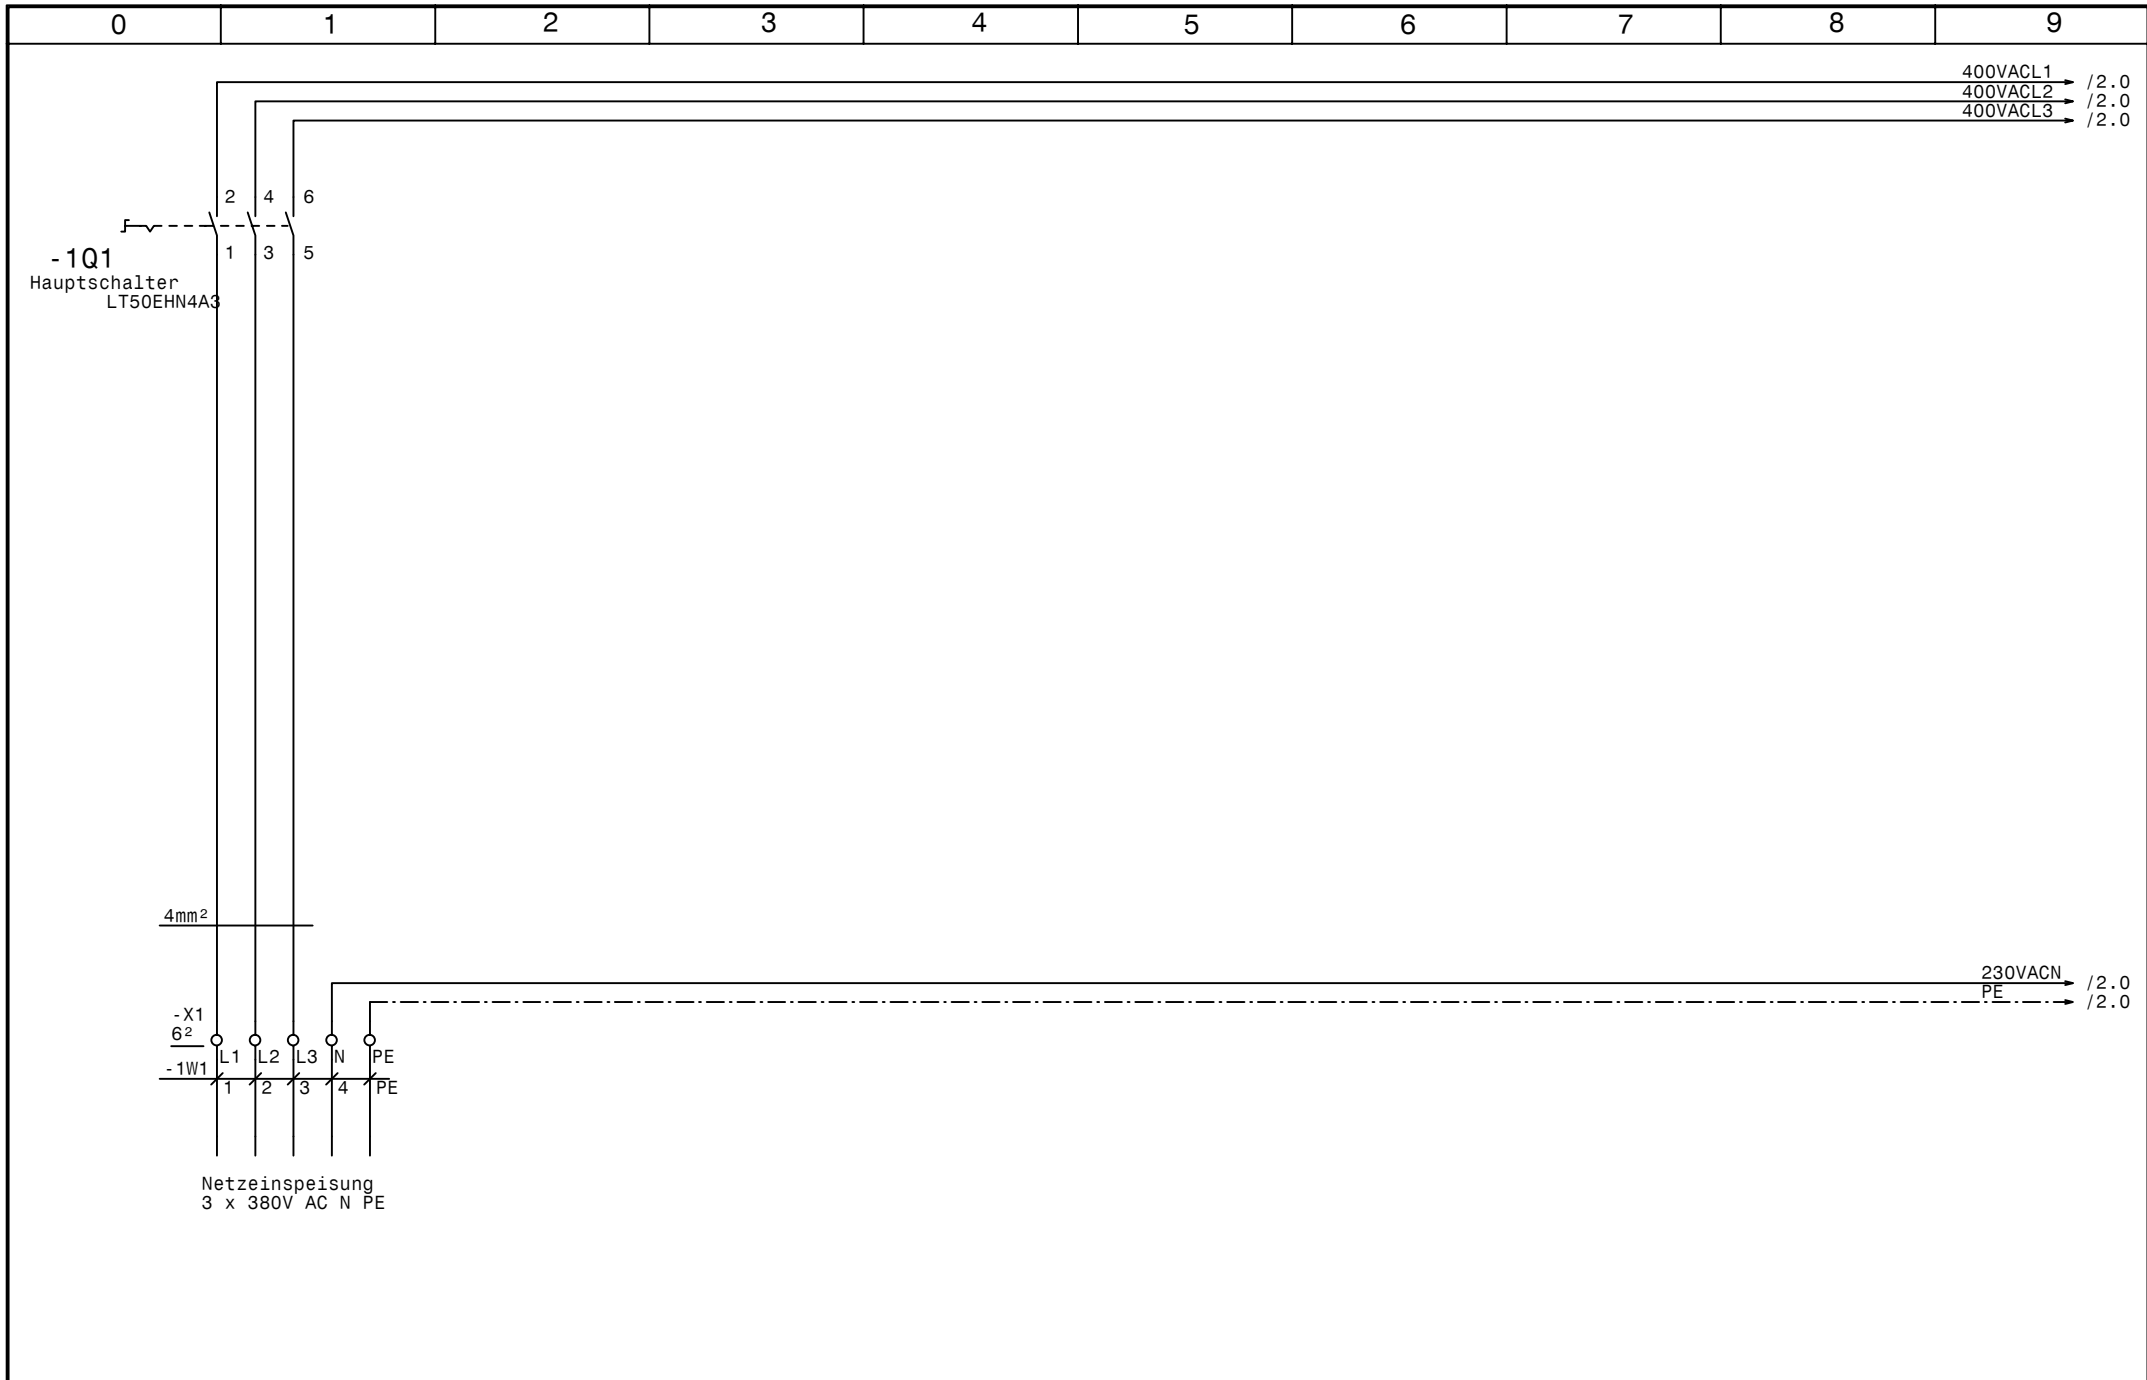 0 1 2 3 4 5 6 7 8 9
400VACL1 /2.0
400VACL2 /2.0
400VACL3 /2.0
2 4 6
1 3 5
-1Q1
Hauptschalter
LT50EHN4A3
4mm²
230VACN /2.0
PE /2.0
-X1
6²
L1 L2 L3 N PE
-1W1
1 2 3 4 PE
Netzeinspeisung
3 x 380V AC N PE